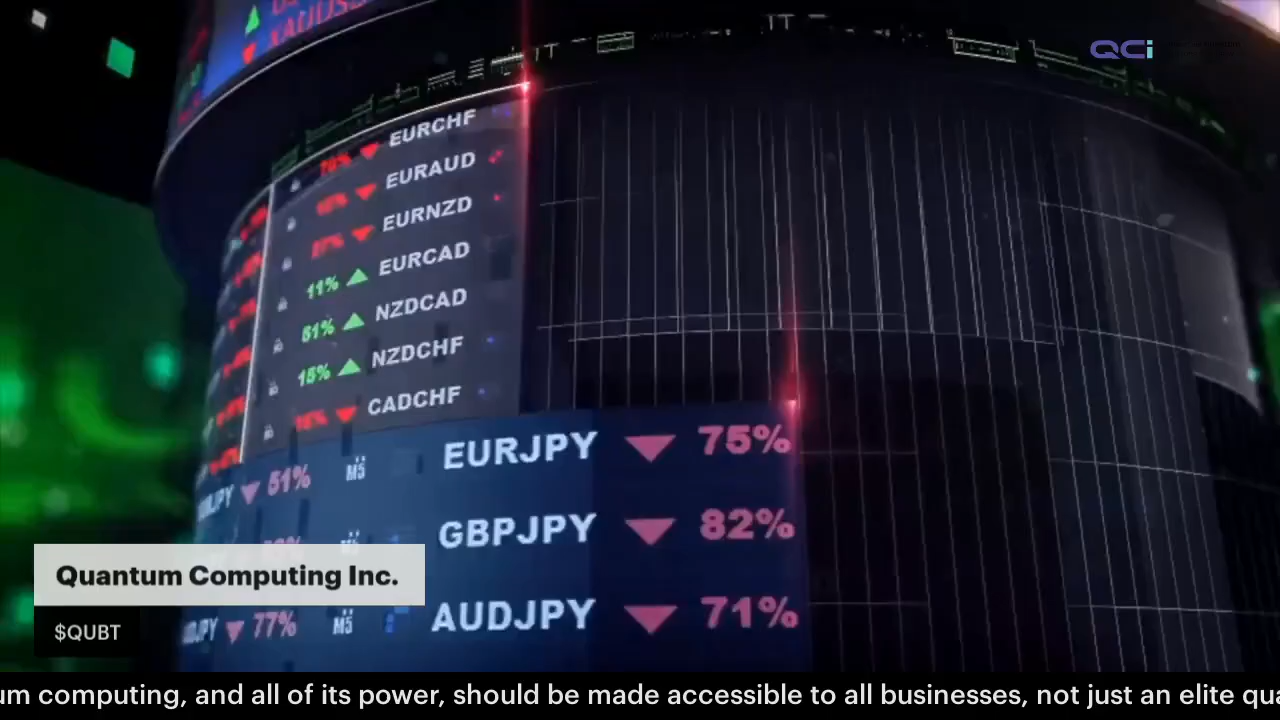 QCi
EURCHF
EURAUD
EURNZD
11% EURCAD
51% NZDCAD
15% NZDCHF
CADCHF
EURJPY 75%
51% M5
GBPJPY 82%
AUDJPY 71%
77% M5
Quantum Computing Inc.
$QUBT
um computing, and all of its power, should be made accessible to all businesses, not just an elite qua